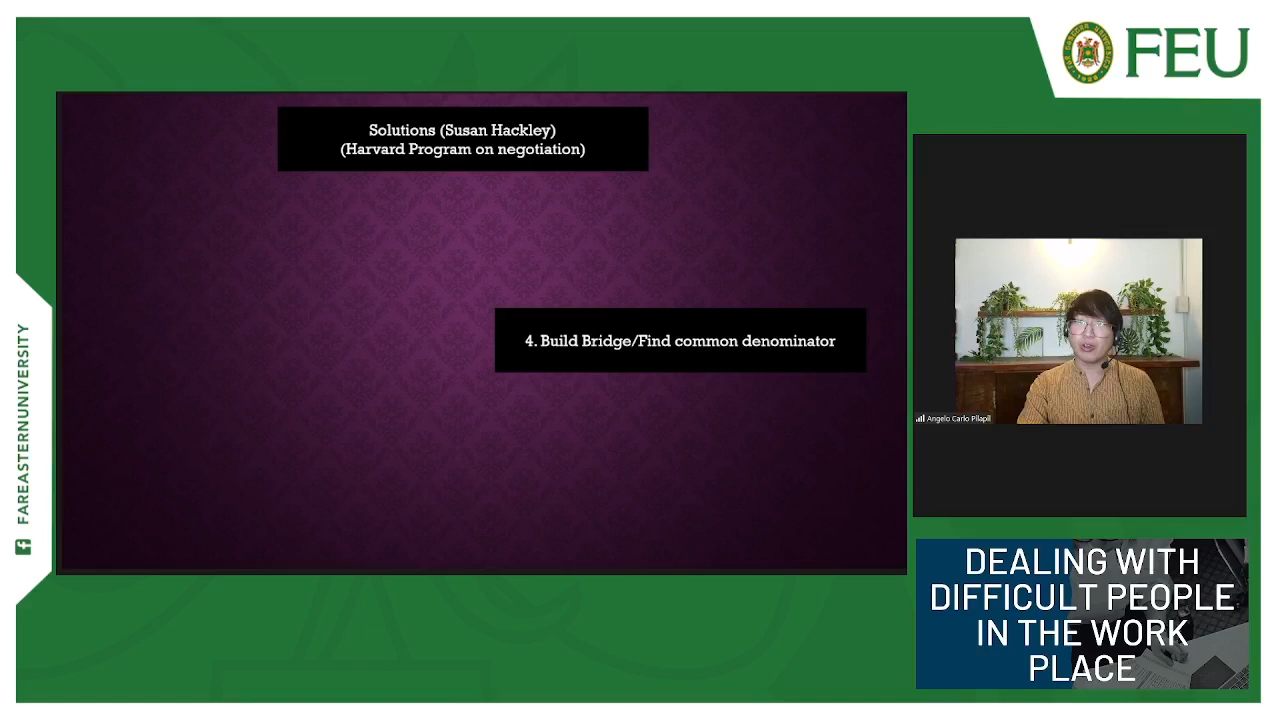 FEU
Solutions (Susan Hackley)
(Harvard Program on negotiation)
4. Build Bridge/Find common denominator
FAREASTERNUNIVERSITY
Angelo Carlo Pilapil
DEALING WITH
DIFFICULT PEOPLE
IN THE WORK
PLACE